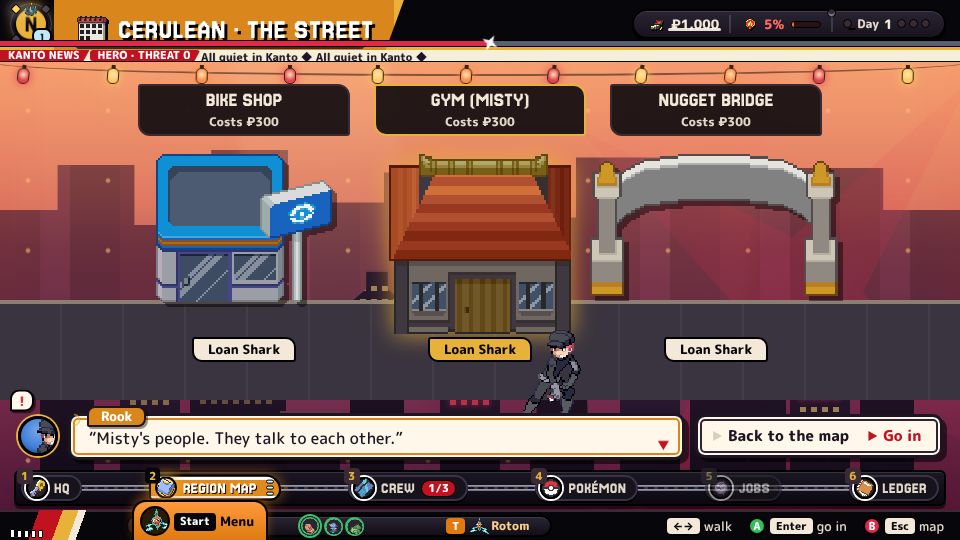 N
1
CERULEAN · THE STREET
₽1,000
5%
Day 1
KANTO NEWS
HERO · THREAT 0
All quiet in Kanto ◆ All quiet in Kanto ◆
BIKE SHOP
Costs ₽300
GYM (MISTY)
Costs ₽300
NUGGET BRIDGE
Costs ₽300
Loan Shark
Loan Shark
Loan Shark
!
Rook
“Misty's people. They talk to each other.”
Back to the map
Go in
1 HQ
2 REGION MAP
3 CREW 1/3
4 POKÉMON
5 JOBS
6 LEDGER
Start Menu
T Rotom
←→ walk
A Enter go in
B Esc map